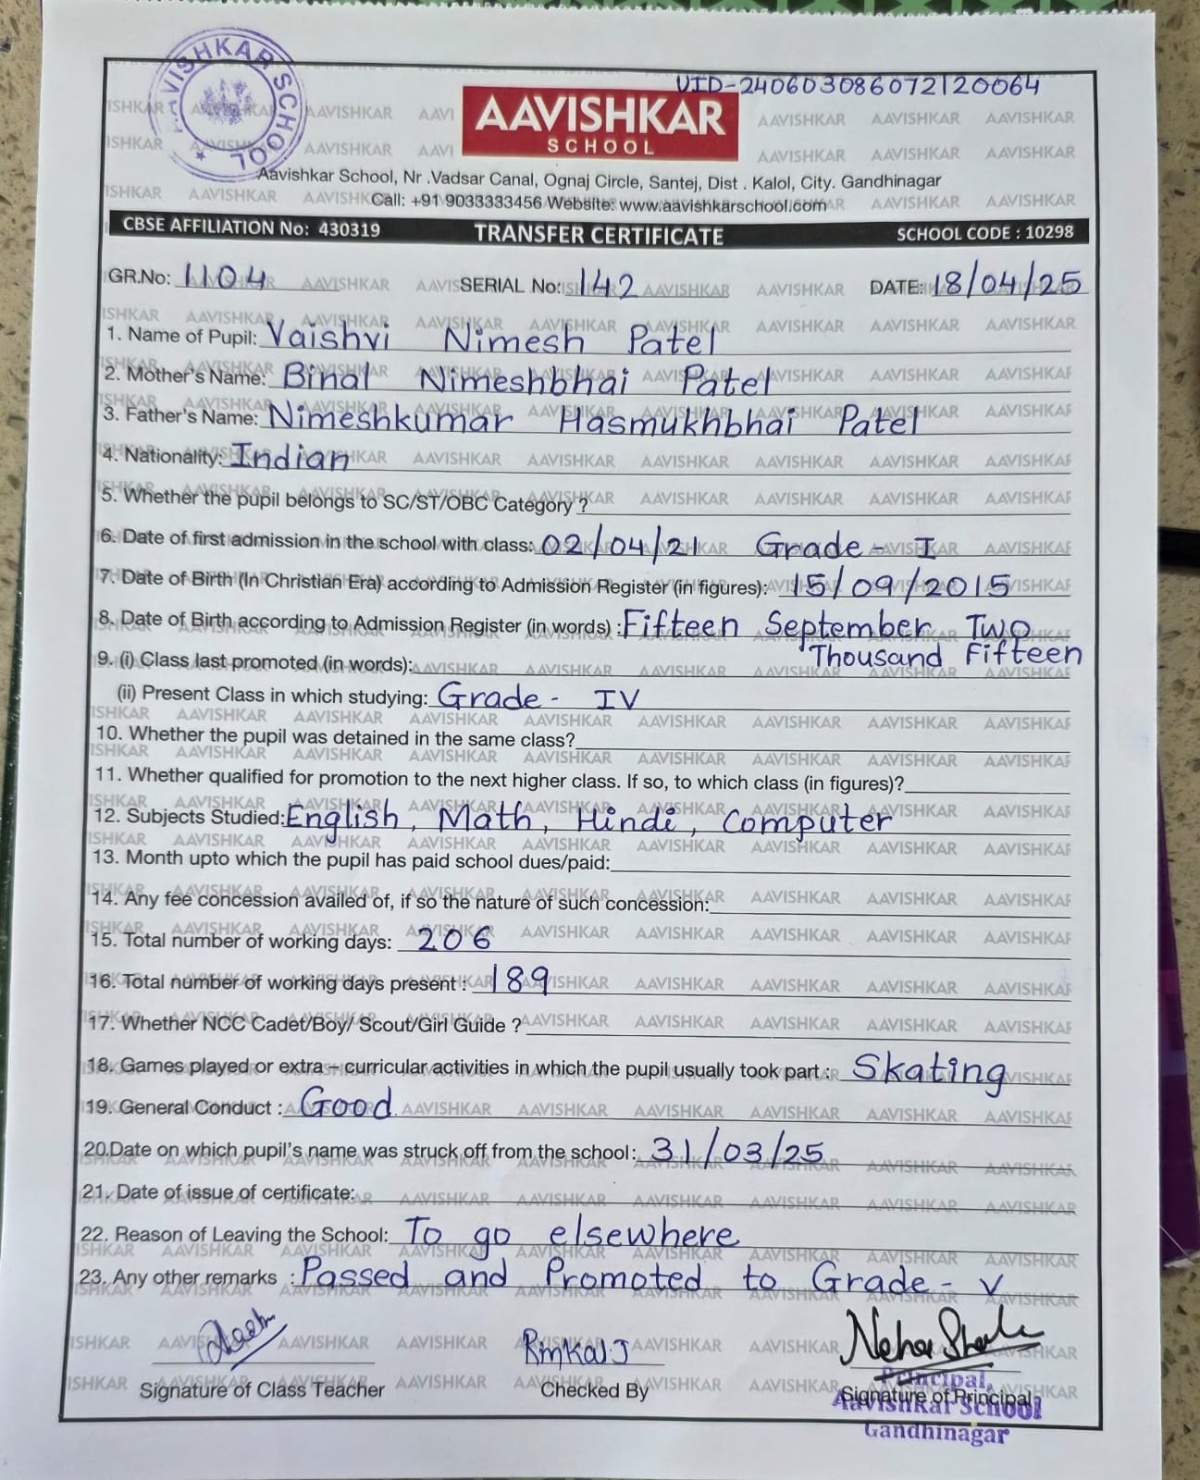 AAVISHKAR SCHOOL
UID-240603086072120064
AAVISHKAR
SCHOOL
Aavishkar School, Nr .Vadsar Canal, Ognaj Circle, Santej, Dist . Kalol, City. Gandhinagar
Call: +91 9033333456 Website: www.aavishkarschool.com
CBSE AFFILIATION No: 430319 TRANSFER CERTIFICATE SCHOOL CODE : 10298
GR.No: 1104 SERIAL No: 142 DATE: 18/04/25
1. Name of Pupil: Vaishvi Nimesh Patel
2. Mother's Name: Binal Nimeshbhai Patel
3. Father's Name: Nimeshkumar Hasmukhbhai Patel
4. Nationality: Indian
5. Whether the pupil belongs to SC/ST/OBC Category ?
6. Date of first admission in the school with class: 02/04/21 Grade - I
7. Date of Birth (In Christian Era) according to Admission Register (in figures): 15/09/2015
8. Date of Birth according to Admission Register (in words) : Fifteen September Two
Thousand Fifteen
9. (i) Class last promoted (in words):
(ii) Present Class in which studying: Grade - IV
10. Whether the pupil was detained in the same class?
11. Whether qualified for promotion to the next higher class. If so, to which class (in figures)?
12. Subjects Studied: English, Math, Hindi, Computer
13. Month upto which the pupil has paid school dues/paid:
14. Any fee concession availed of, if so the nature of such concession:
15. Total number of working days: 206
16. Total number of working days present : 189
17. Whether NCC Cadet/Boy/ Scout/Girl Guide ?
18. Games played or extra – curricular activities in which the pupil usually took part : Skating
19. General Conduct : Good
20.Date on which pupil's name was struck off from the school: 31/03/25
21. Date of issue of certificate:
22. Reason of Leaving the School: To go elsewhere
23. Any other remarks : Passed and Promoted to Grade - V
Rinkal J
Signature of Class Teacher Checked By Signature of Principal
Principal,
Aavishkar School
Gandhinagar